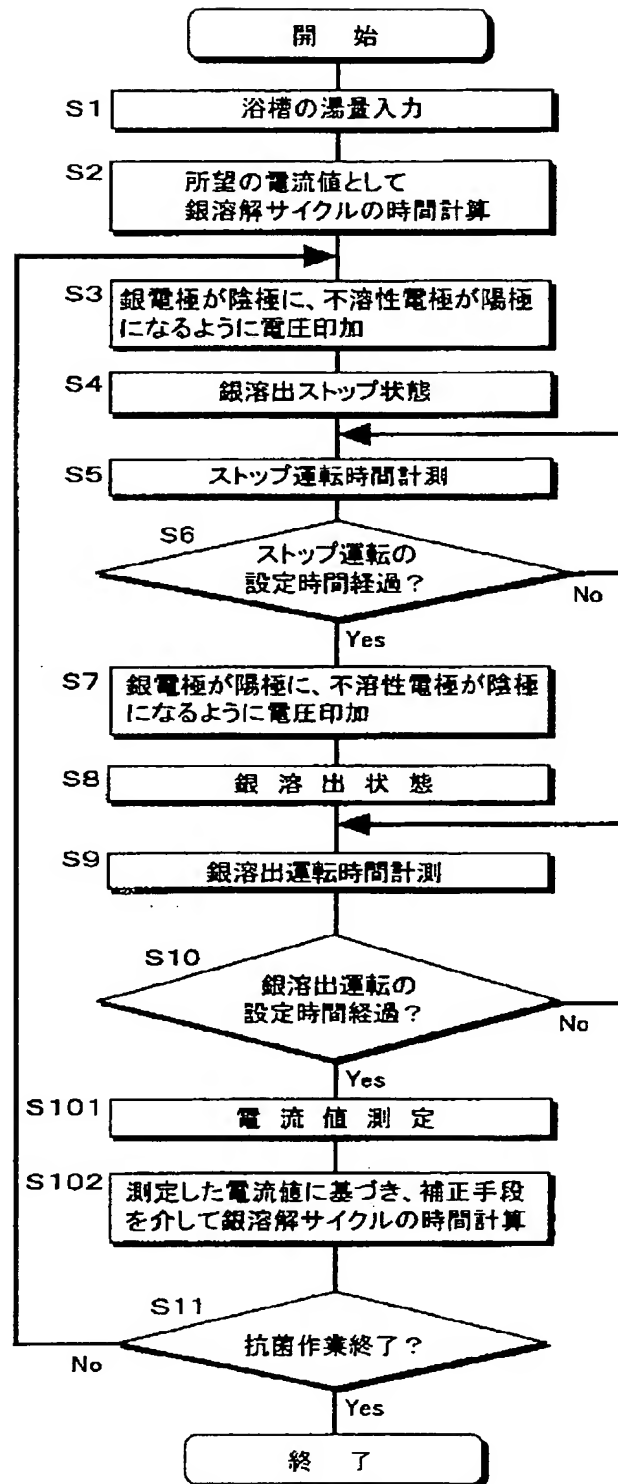 開 始
S1
浴槽の湯量入力
S2
所望の電流値として
銀溶解サイクルの時間計算
S3
銀電極が陰極に、不溶性電極が陽極
になるように電圧印加
S4
銀溶出ストップ状態
S5
ストップ運転時間計測
S6
ストップ運転の
設定時間経過？
No
Yes
S7
銀電極が陽極に、不溶性電極が陰極
になるように電圧印加
S8
銀 溶 出 状 態
S9
銀溶出運転時間計測
S10
銀溶出運転の
設定時間経過？
No
Yes
S101
電 流 値 測 定
S102
測定した電流値に基づき、補正手段
を介して銀溶解サイクルの時間計算
S11
抗菌作業終了？
No
Yes
終 了